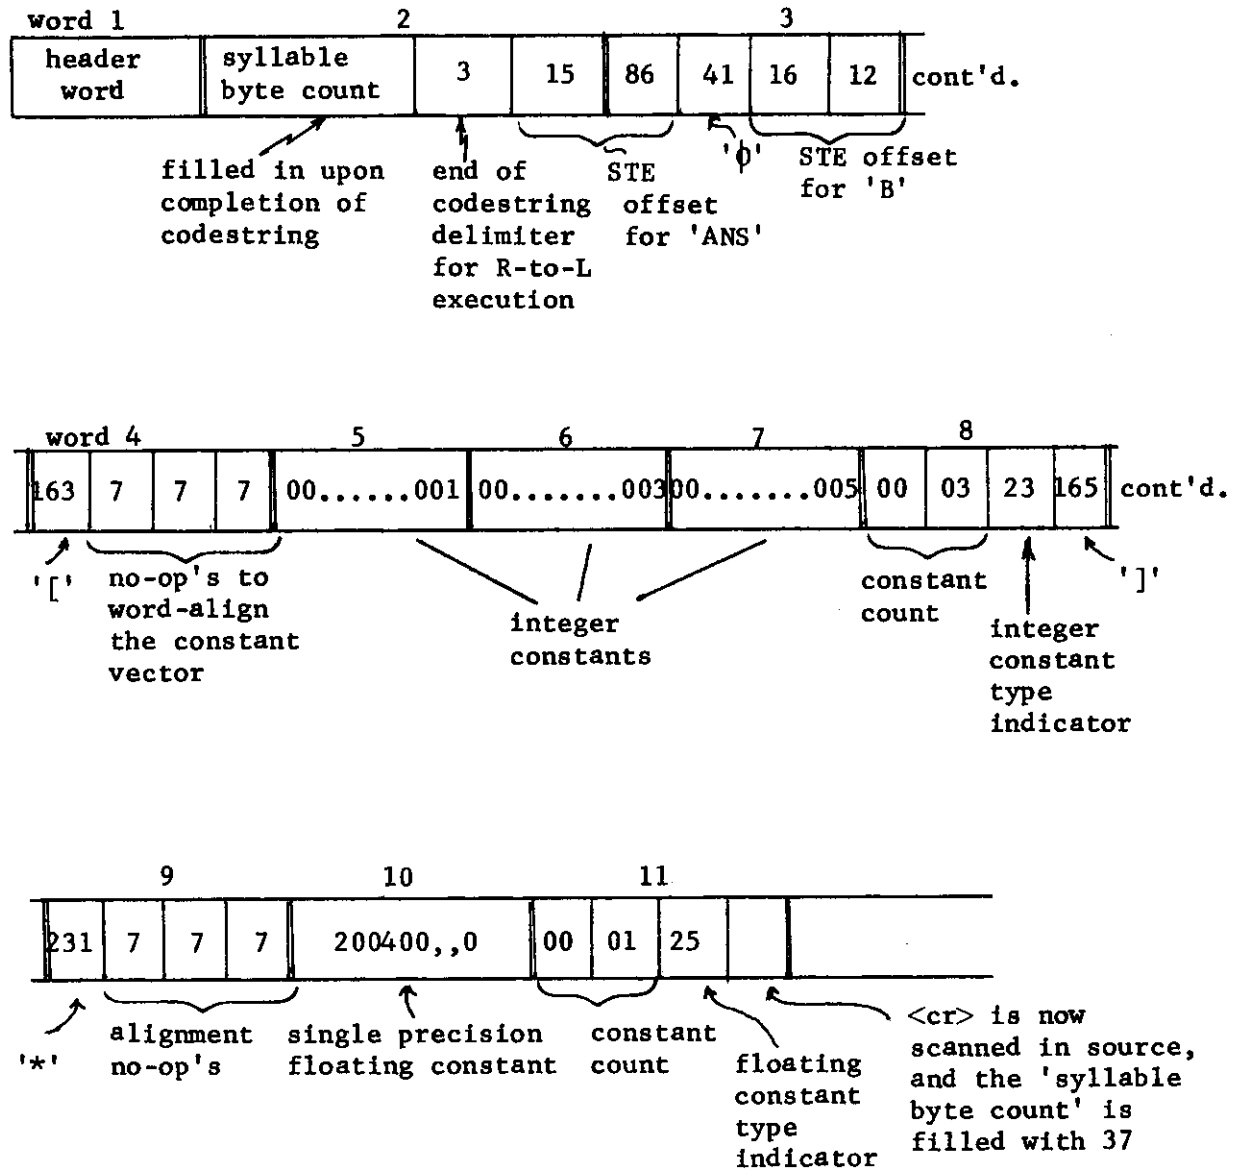 word 1 2 3
header word
syllable byte count
3 15 86 41 16 12 cont'd.
filled in upon completion of codestring
end of codestring delimiter for R-to-L execution
STE offset for 'ANS'
'ϕ'
STE offset for 'B'
word 4 5 6 7 8
163 7 7 7 00......001 00.......003 00.......005 00 03 23 165 cont'd.
'['
no-op's to word-align the constant vector
integer constants
constant count
integer constant type indicator
']'
9 10 11
231 7 7 7 200400,,0 00 01 25
'*'
alignment no-op's
single precision floating constant
constant count
floating constant type indicator
<cr> is now scanned in source, and the 'syllable byte count' is filled with 37